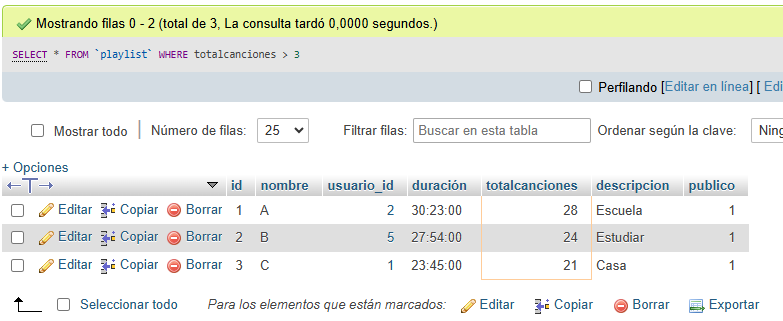 Mostrando filas 0 - 2 (total de 3, La consulta tardó 0,0000 segundos.)
SELECT * FROM `playlist` WHERE totalcanciones > 3
Perfilando [Editar en línea] [ Edi
Mostrar todo | Número de filas: 25 Filtrar filas: Buscar en esta tabla Ordenar según la clave: Ning
+ Opciones
←T→ id nombre usuario_id duración totalcanciones descripcion publico
Editar Copiar Borrar 1 A 2 30:23:00 28 Escuela 1
Editar Copiar Borrar 2 B 5 27:54:00 24 Estudiar 1
Editar Copiar Borrar 3 C 1 23:45:00 21 Casa 1
Seleccionar todo Para los elementos que están marcados: Editar Copiar Borrar Exportar